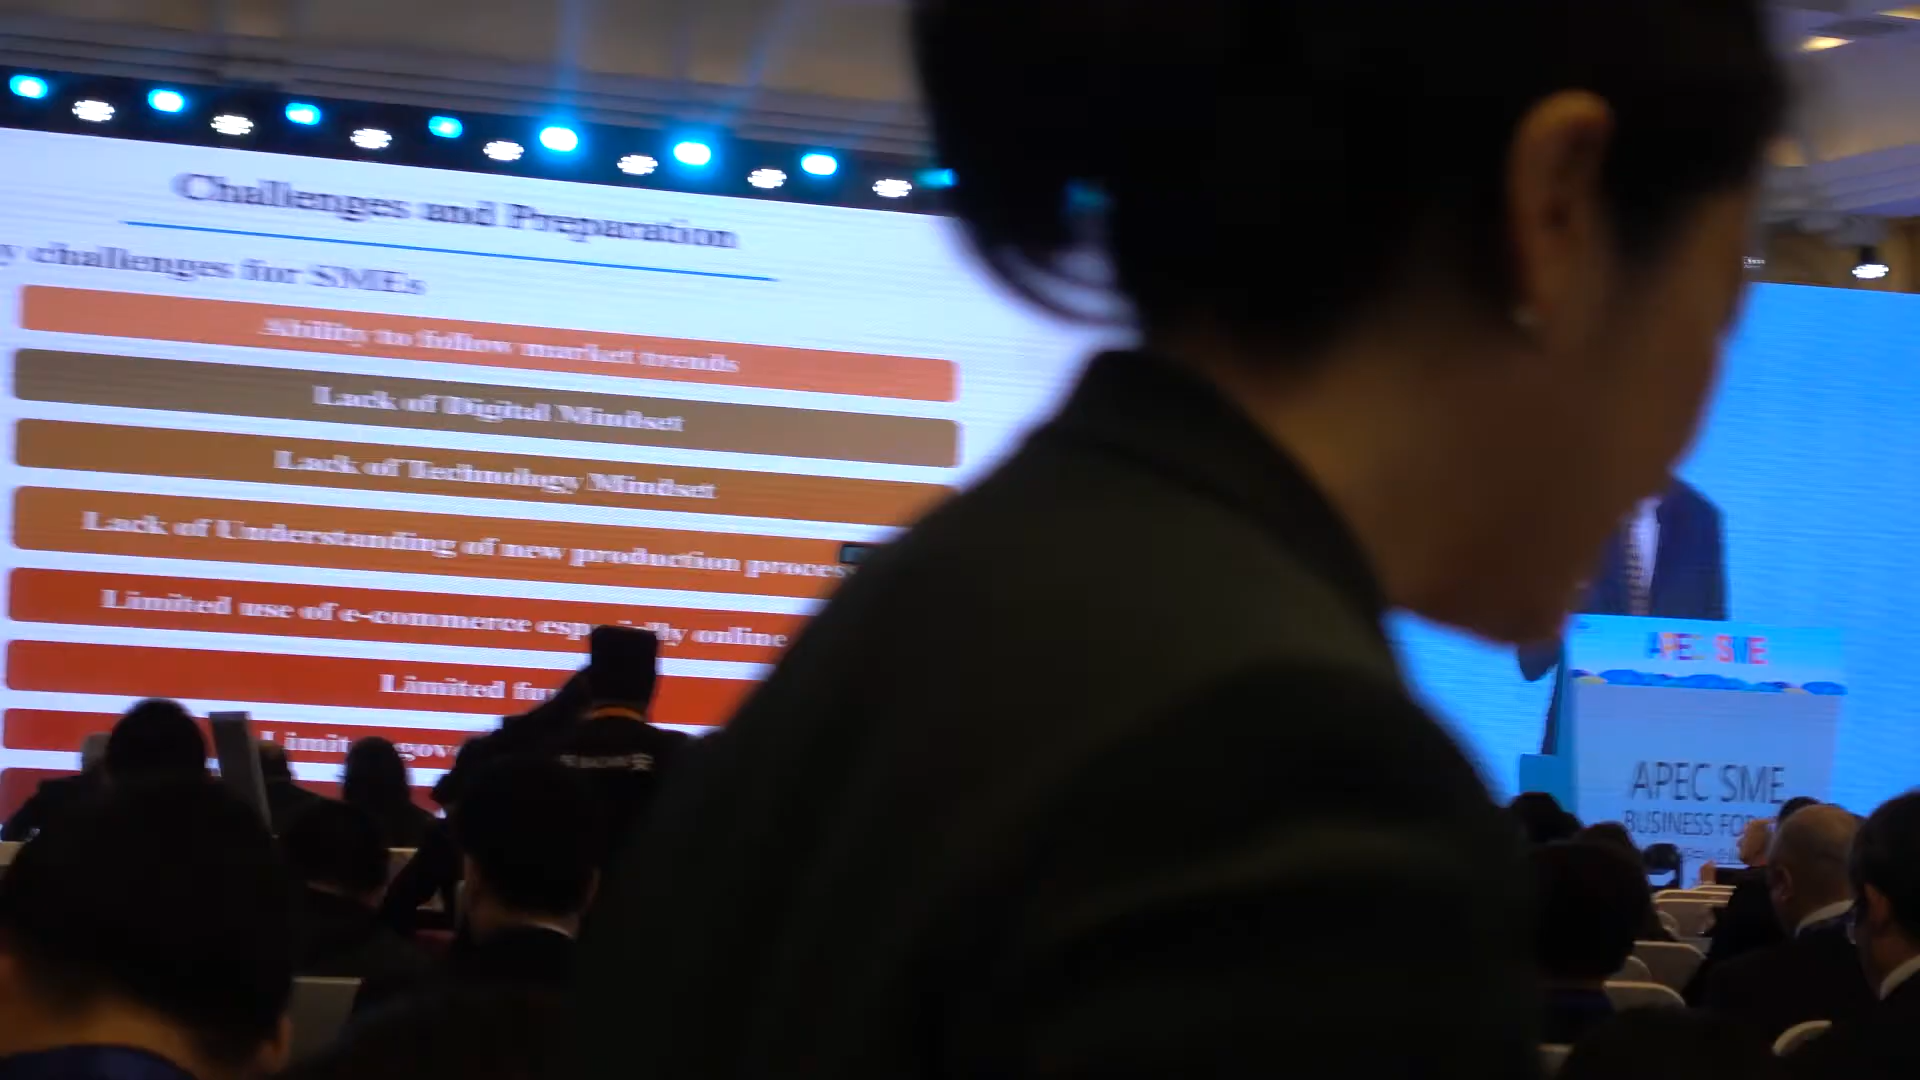 Challenges and Preparation
challenges for SMEs
Ability to follow market trends
Lack of Digital Mindset
Lack of Technology Mindset
Lack of Understanding of new production
Limited use of e-commerce online
Limited
APEC SME
APEC SME
BUSINESS